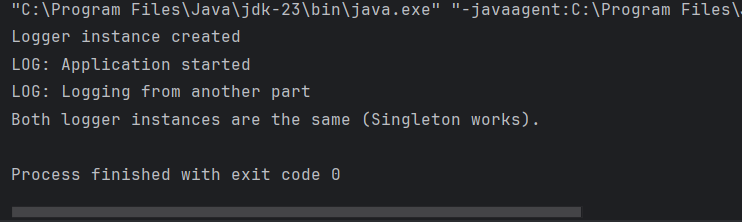 "C:\Program Files\Java\jdk-23\bin\java.exe" "-javaagent:C:\Program Files\
Logger instance created
LOG: Application started
LOG: Logging from another part
Both logger instances are the same (Singleton works).
Process finished with exit code 0